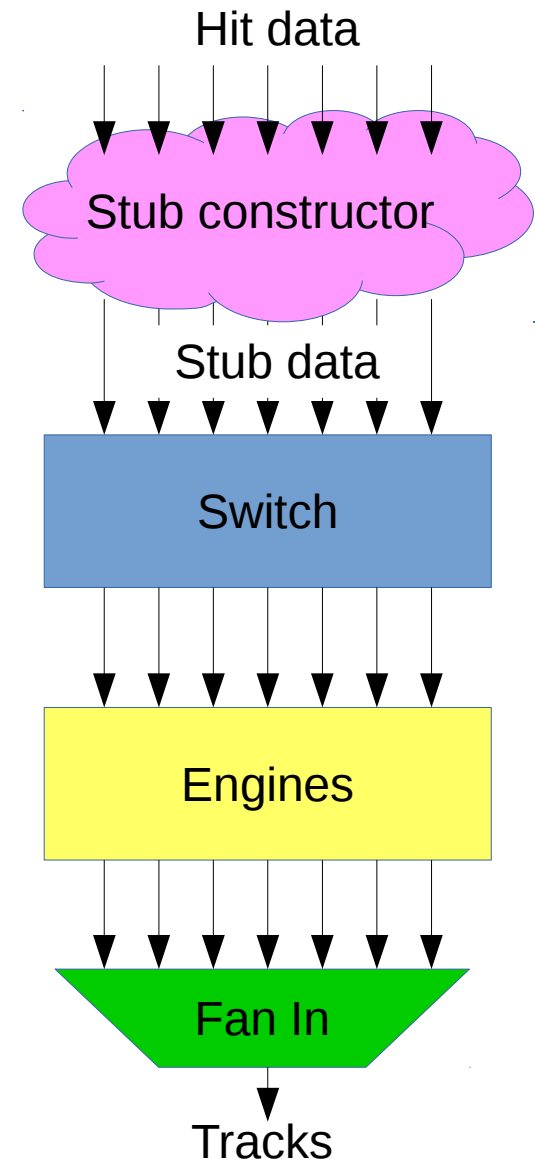 Hit data
Stub constructor
Stub data
Switch
Engines
Fan In
Tracks